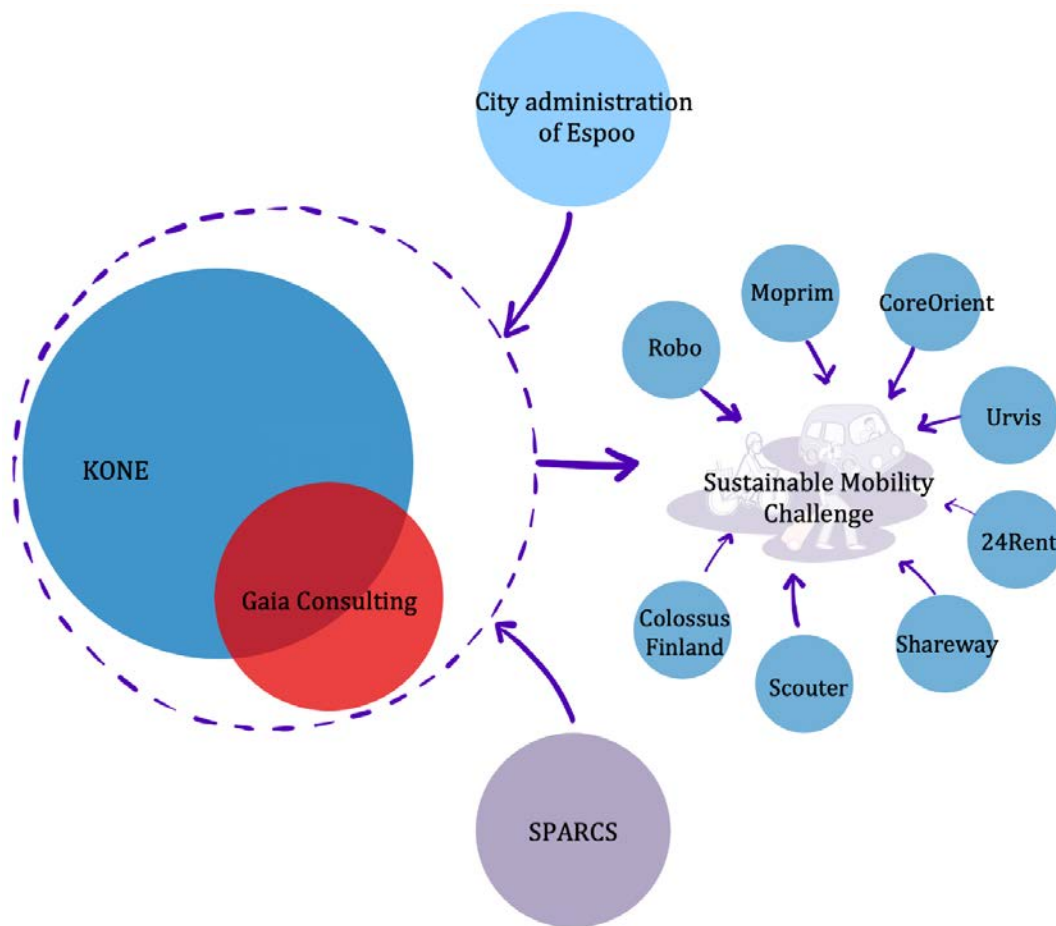 City administration
of Espoo
KONE
Gaia Consulting
SPARCS
Moprim
CoreOrient
Robo
Urvis
Sustainable Mobility
Challenge
24Rent
Colossus
Finland
Shareway
Scouter